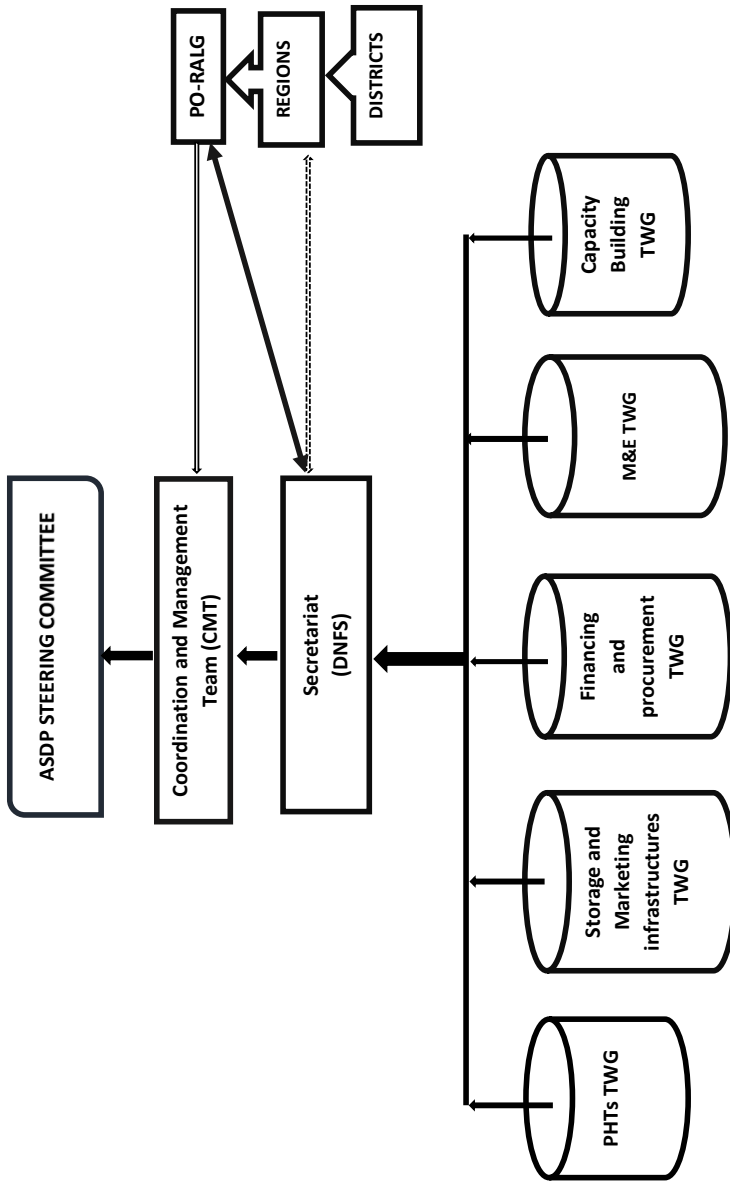 ASDP STEERING COMMITTEE
Coordination and Management
Team (CMT)
Secretariat
(DNFS)
PO-RALG
REGIONS
DISTRICTS
PHTs TWG
Storage and
Marketing
infrastructures
TWG
Financing
and
procurement
TWG
M&E TWG
Capacity
Building
TWG